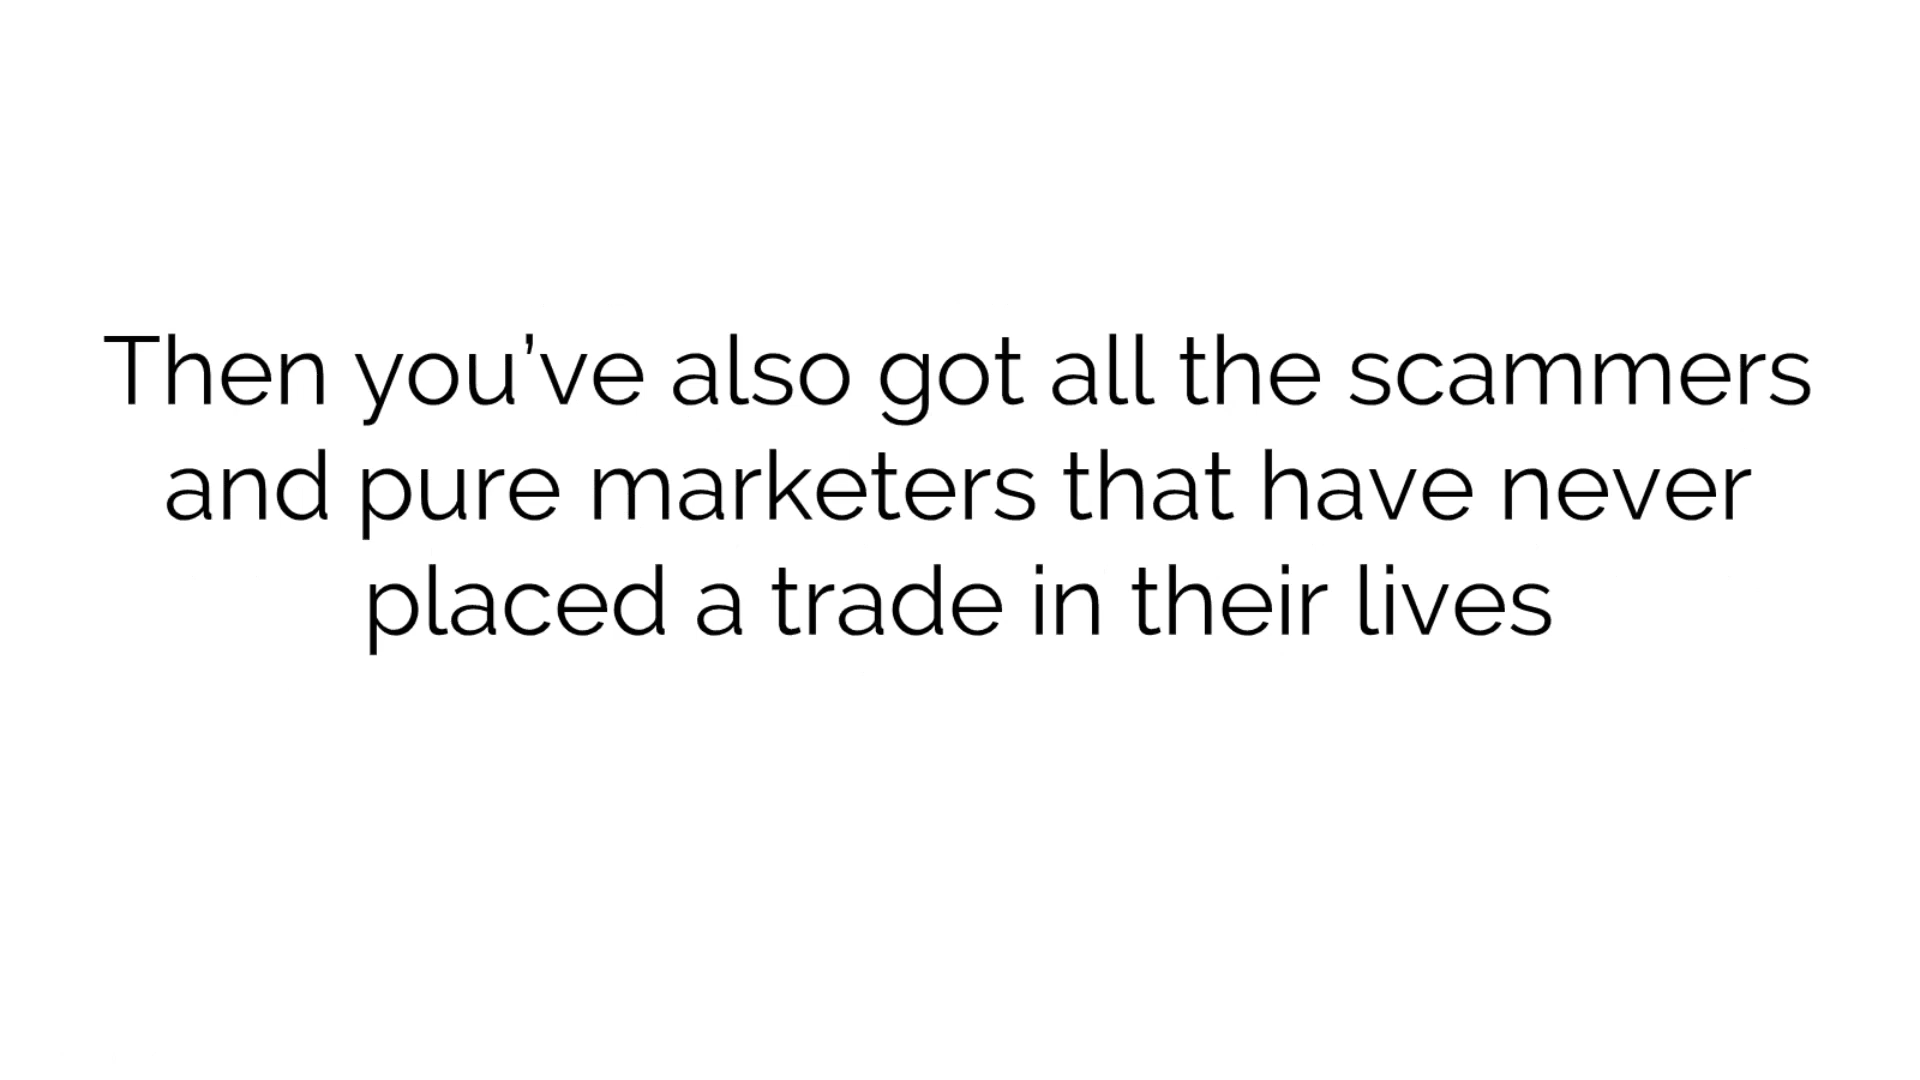 Then you’ve also got all the scammers
and pure marketers that have never
placed a trade in their lives